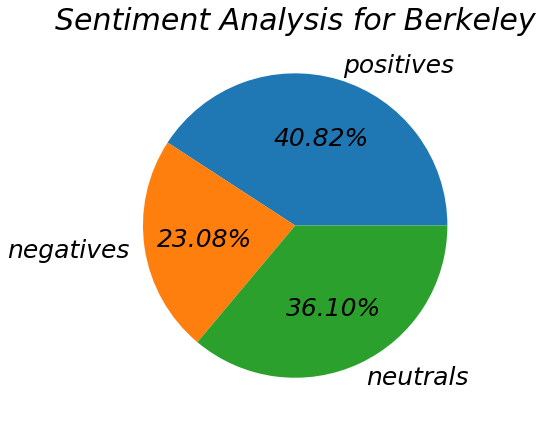 Sentiment Analysis for Berkeley
positives
40.82%
negatives
23.08%
36.10%
neutrals